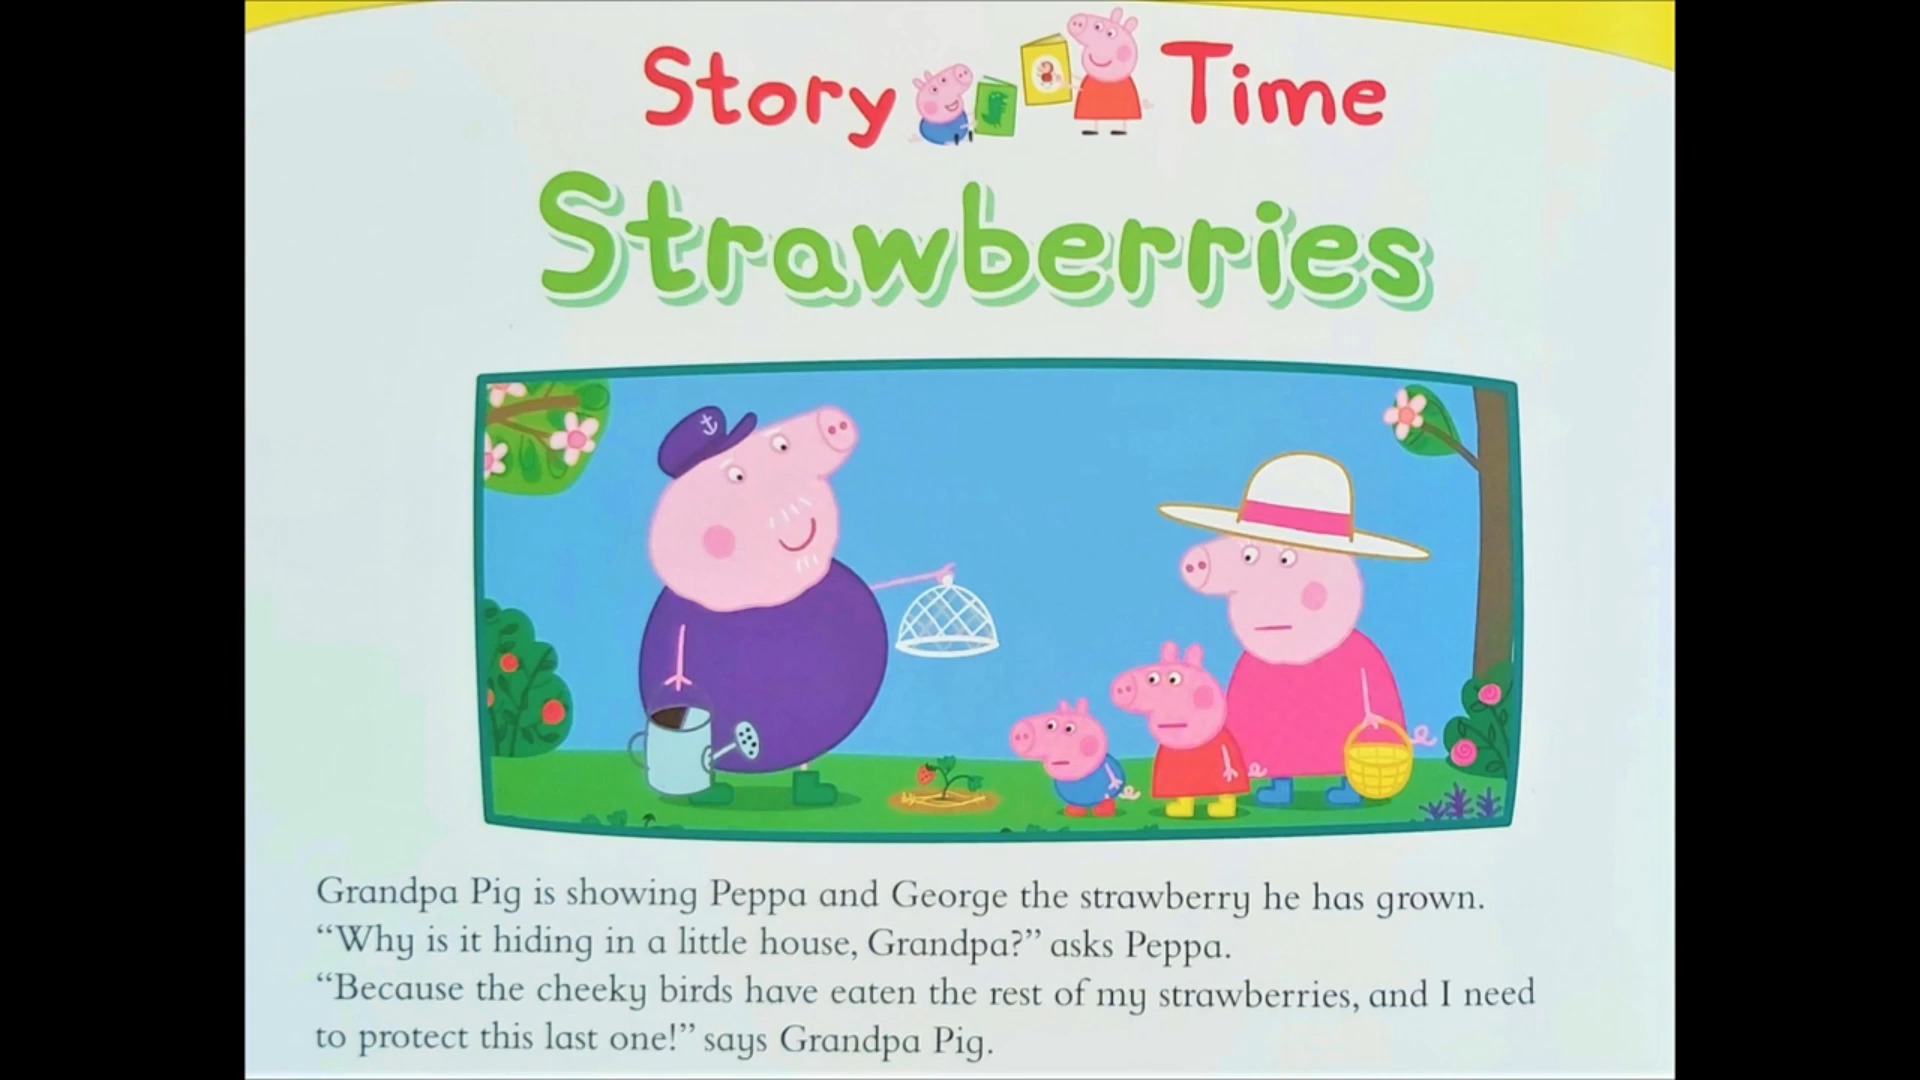 Story Time
Strawberries
Grandpa Pig is showing Peppa and George the strawberry he has grown.
“Why is it hiding in a little house, Grandpa?” asks Peppa.
“Because the cheeky birds have eaten the rest of my strawberries, and I need
to protect this last one!” says Grandpa Pig.